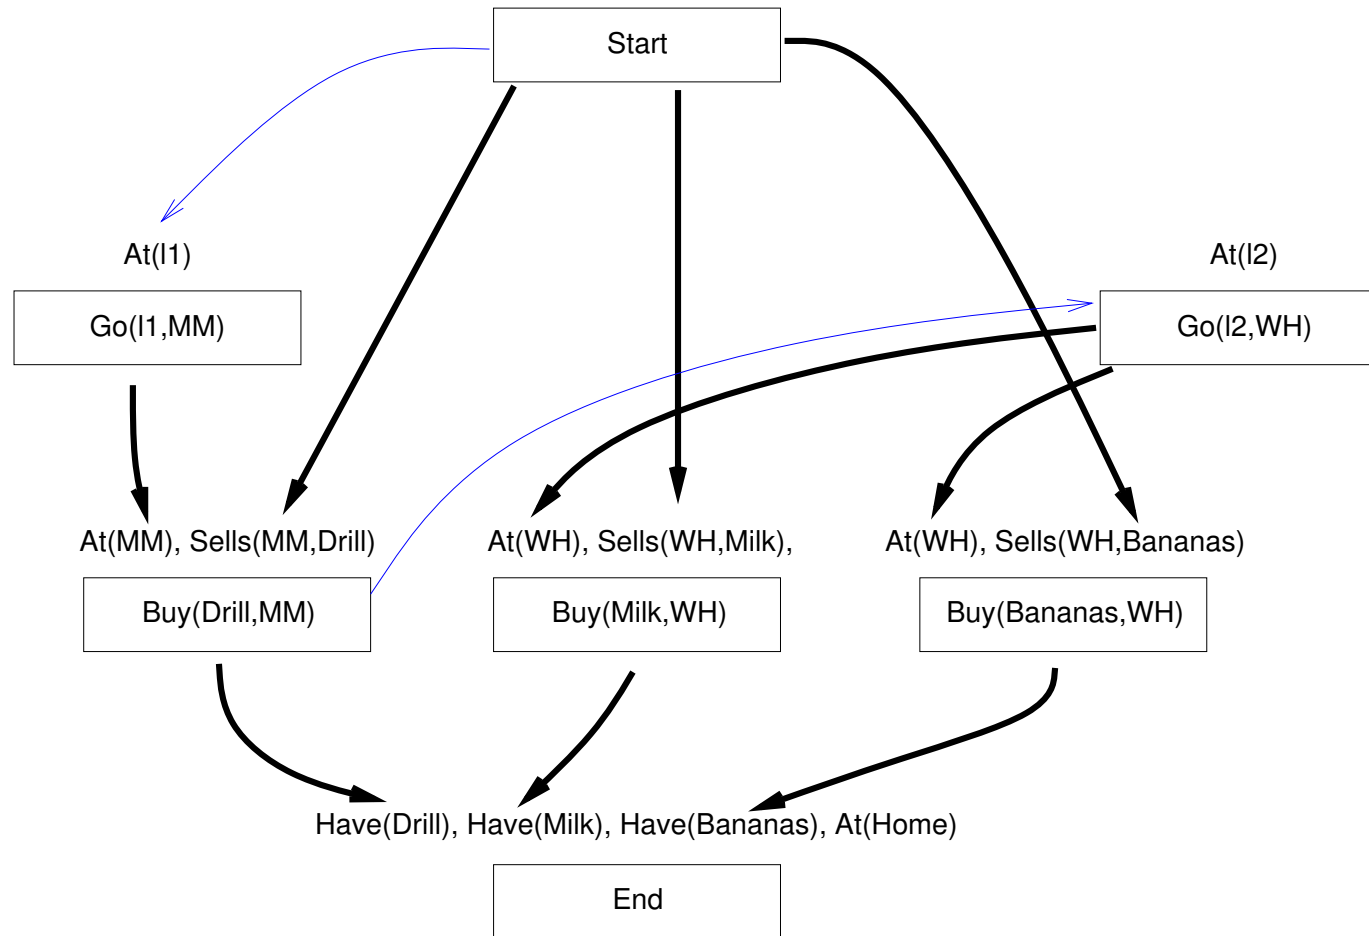 Start
At(l1)
At(l2)
Go(l1,MM)
Go(l2,WH)
At(MM), Sells(MM,Drill)
At(WH), Sells(WH,Milk),
At(WH), Sells(WH,Bananas)
Buy(Drill,MM)
Buy(Milk,WH)
Buy(Bananas,WH)
Have(Drill), Have(Milk), Have(Bananas), At(Home)
End